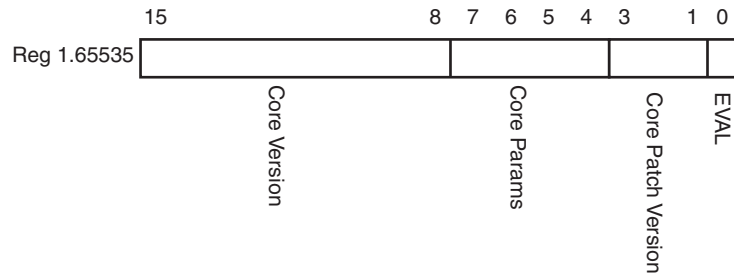 15 8 7 6 5 4 3 1 0
Reg 1.65535
Core Version
Core Params
Core Patch Version
EVAL